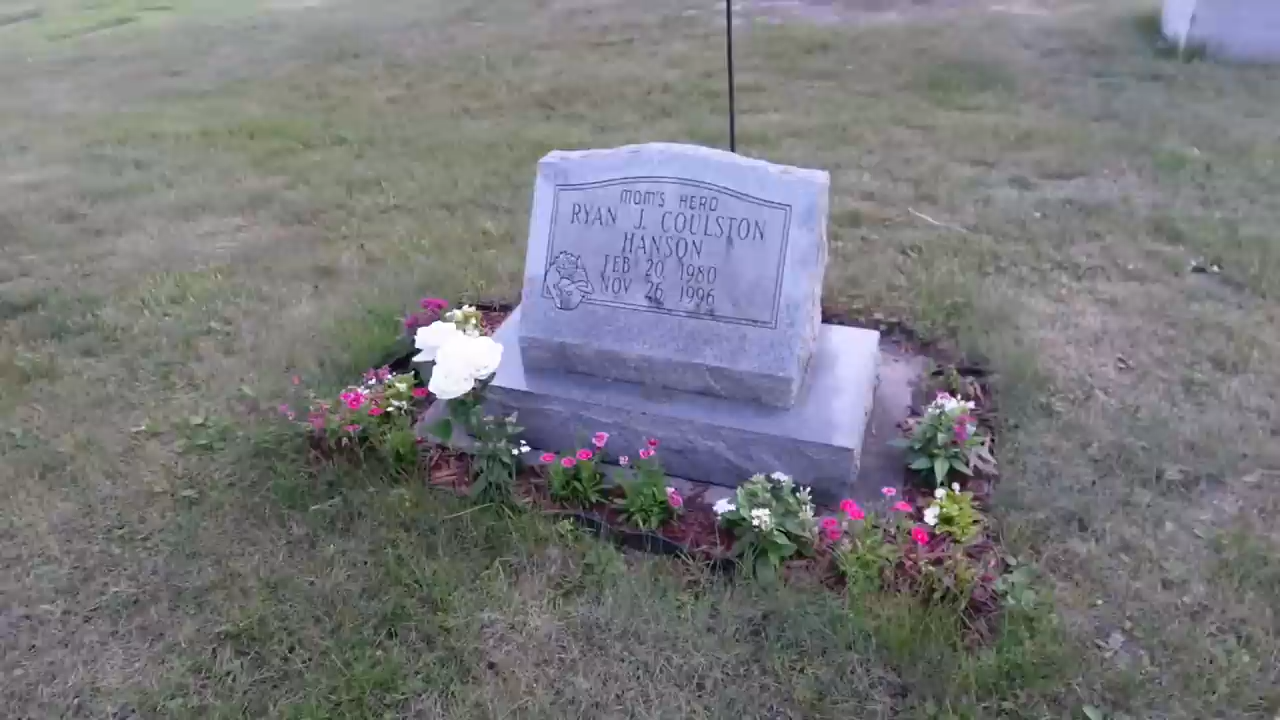 MOM'S HERO
RYAN J. COULSTON
HANSON
FEB 20, 1980
NOV 26, 1996